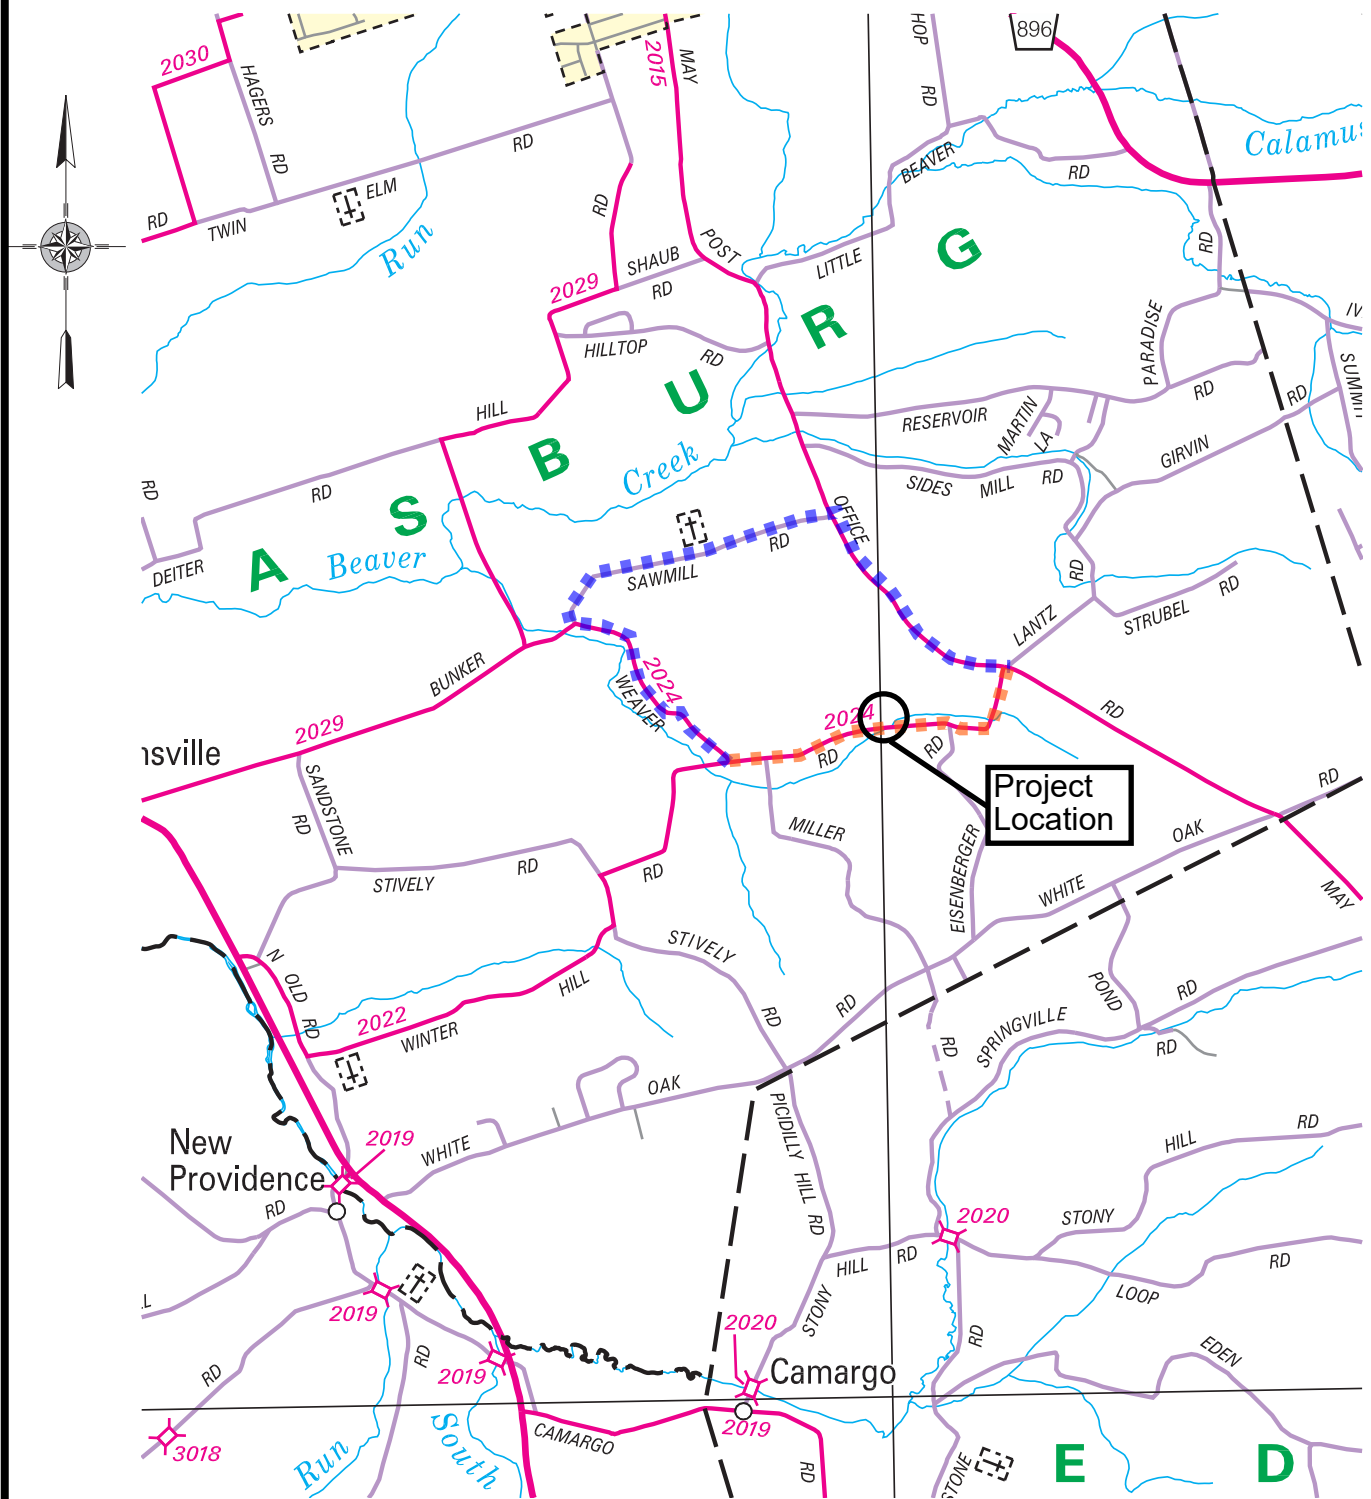 2030
HAGERS
RD
2015
MAY
HOP
RD
896
Calamus
RD
TWIN
ELM
RD
Run
RD
BEAVER
RD
RD
POST
SHAUB
RD
LITTLE
G
2029
R
HILLTOP
RD
U
PARADISE
RD
RD
IV
SUMMIT
HILL
B
RESERVOIR
MARTIN
LA
GIRVIN
Creek
SIDES
MILL
RD
RD
RD
S
OFFICE
DEITER
A
Beaver
SAWMILL
RD
RD
STRUBEL
RD
LANTZ
BUNKER
2024
WEAVER
2029
2024
RD
RD
RD
nsville
SANDSTONE
RD
Project
Location
RD
MILLER
EISENBERGER
OAK
WHITE
MAY
STIVELY
RD
RD
STIVELY
RD
N
OLD
RD
HILL
2022
WINTER
RD
POND
RD
SPRINGVILLE
RD
RD
OAK
PICIDILLY
HILL
RD
New
Providence
2019
WHITE
HILL
RD
RD
2020
STONY
HILL
RD
RD
LOOP
2019
STONY
2020
RD
EDEN
RD
RD
2019
Camargo
2019
3018
CAMARGO
RD
Run
South
STONE
E
D